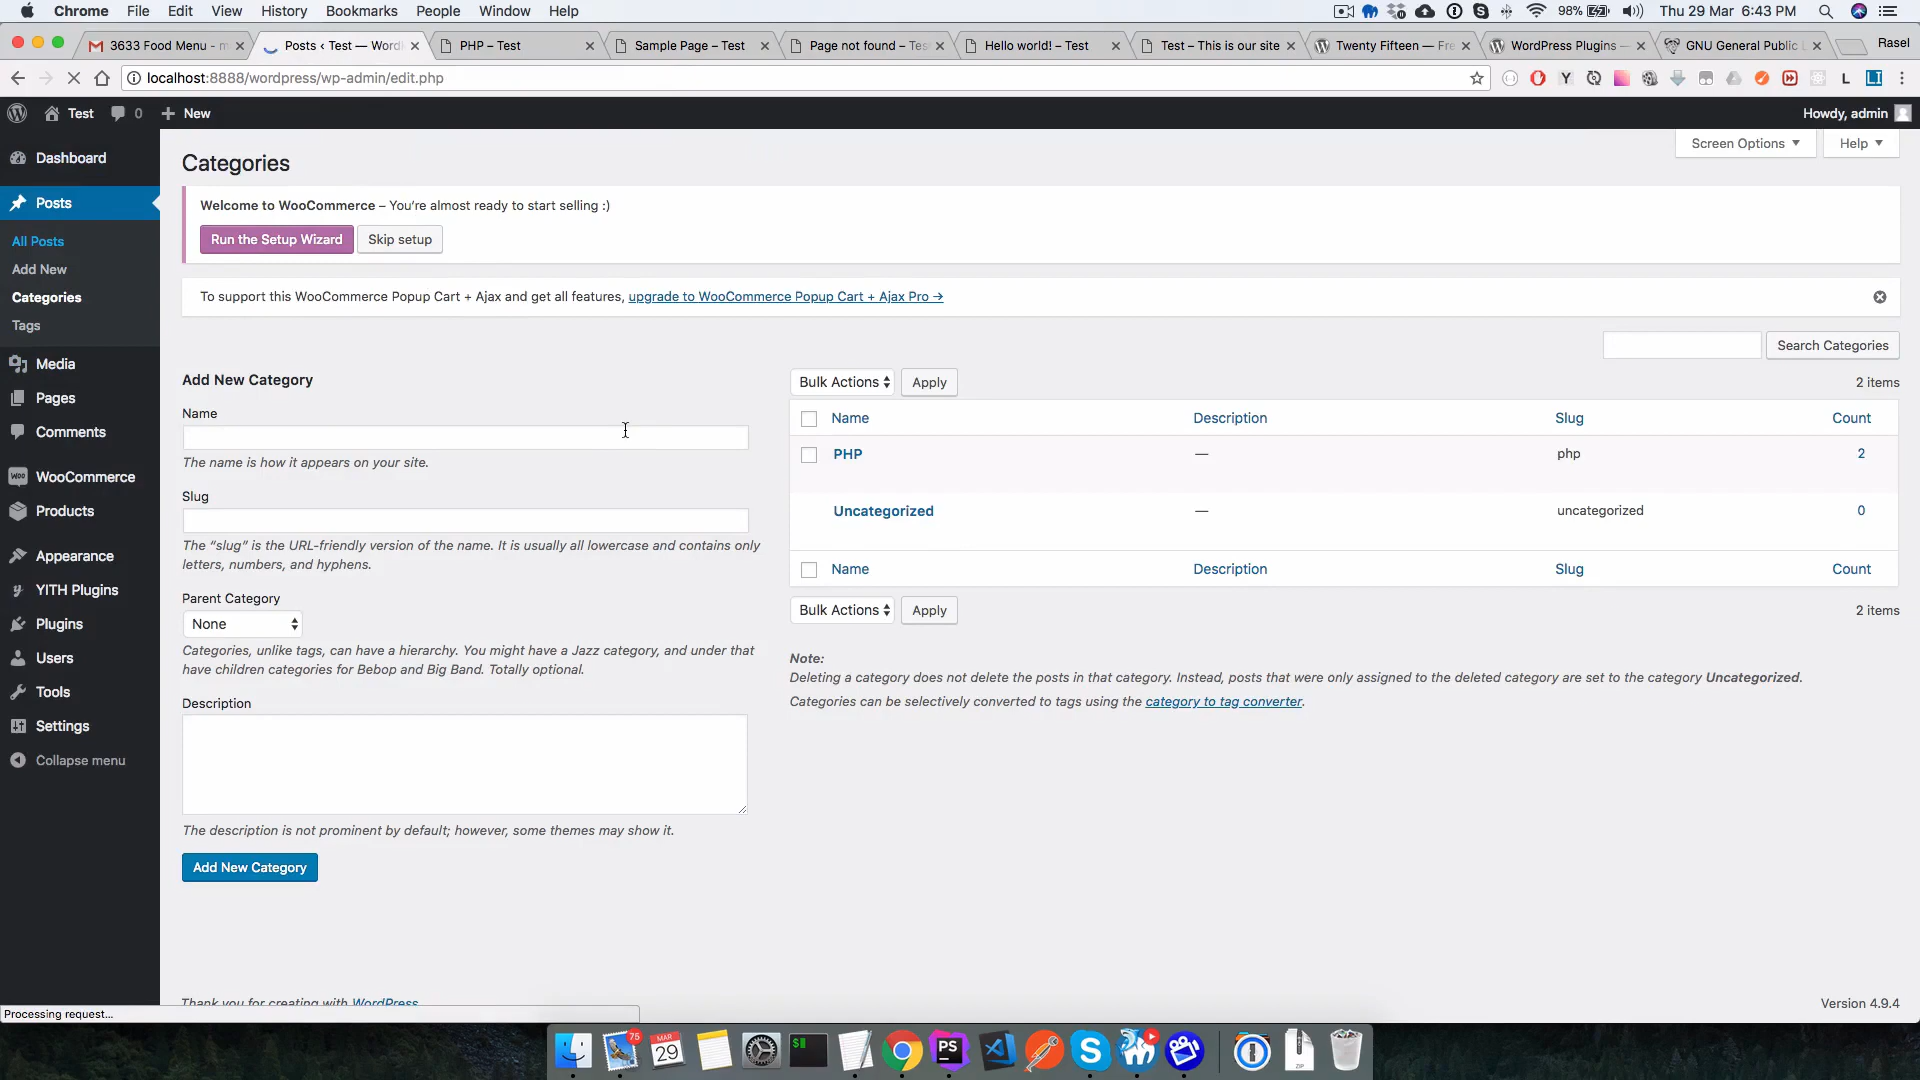 Chrome File Edit View History Bookmarks People Window Help 98% Thu 29 Mar 6:43 PM
3633 Food Menu - m
Posts ‹ Test — Word
PHP – Test
Sample Page – Test
Page not found – Tes
Hello world! – Test
Test – This is our site
Twenty Fifteen — Fre
WordPress Plugins —
GNU General Public L
Rasel
localhost:8888/wordpress/wp-admin/edit.php
Test 0 New
Howdy, admin
Dashboard
Posts
All Posts
Add New
Categories
Tags
Media
Pages
Comments
WooCommerce
Products
Appearance
YITH Plugins
Plugins
Users
Tools
Settings
Collapse menu
Categories
Screen Options
Help
Welcome to WooCommerce – You're almost ready to start selling :)
Run the Setup Wizard
Skip setup
To support this WooCommerce Popup Cart + Ajax and get all features, upgrade to WooCommerce Popup Cart + Ajax Pro →
Search Categories
Add New Category
Name
The name is how it appears on your site.
Slug
The “slug” is the URL-friendly version of the name. It is usually all lowercase and contains only
letters, numbers, and hyphens.
Parent Category
None
Categories, unlike tags, can have a hierarchy. You might have a Jazz category, and under that
have children categories for Bebop and Big Band. Totally optional.
Description
The description is not prominent by default; however, some themes may show it.
Add New Category
Bulk Actions Apply 2 items
Name Description Slug Count
PHP — php 2
Uncategorized — uncategorized 0
Name Description Slug Count
Bulk Actions Apply 2 items
Note:
Deleting a category does not delete the posts in that category. Instead, posts that were only assigned to the deleted category are set to the category Uncategorized.
Categories can be selectively converted to tags using the category to tag converter.
Thank you for creating with WordPress
Version 4.9.4
Processing request...
75
MAR
29
PS
ZIP